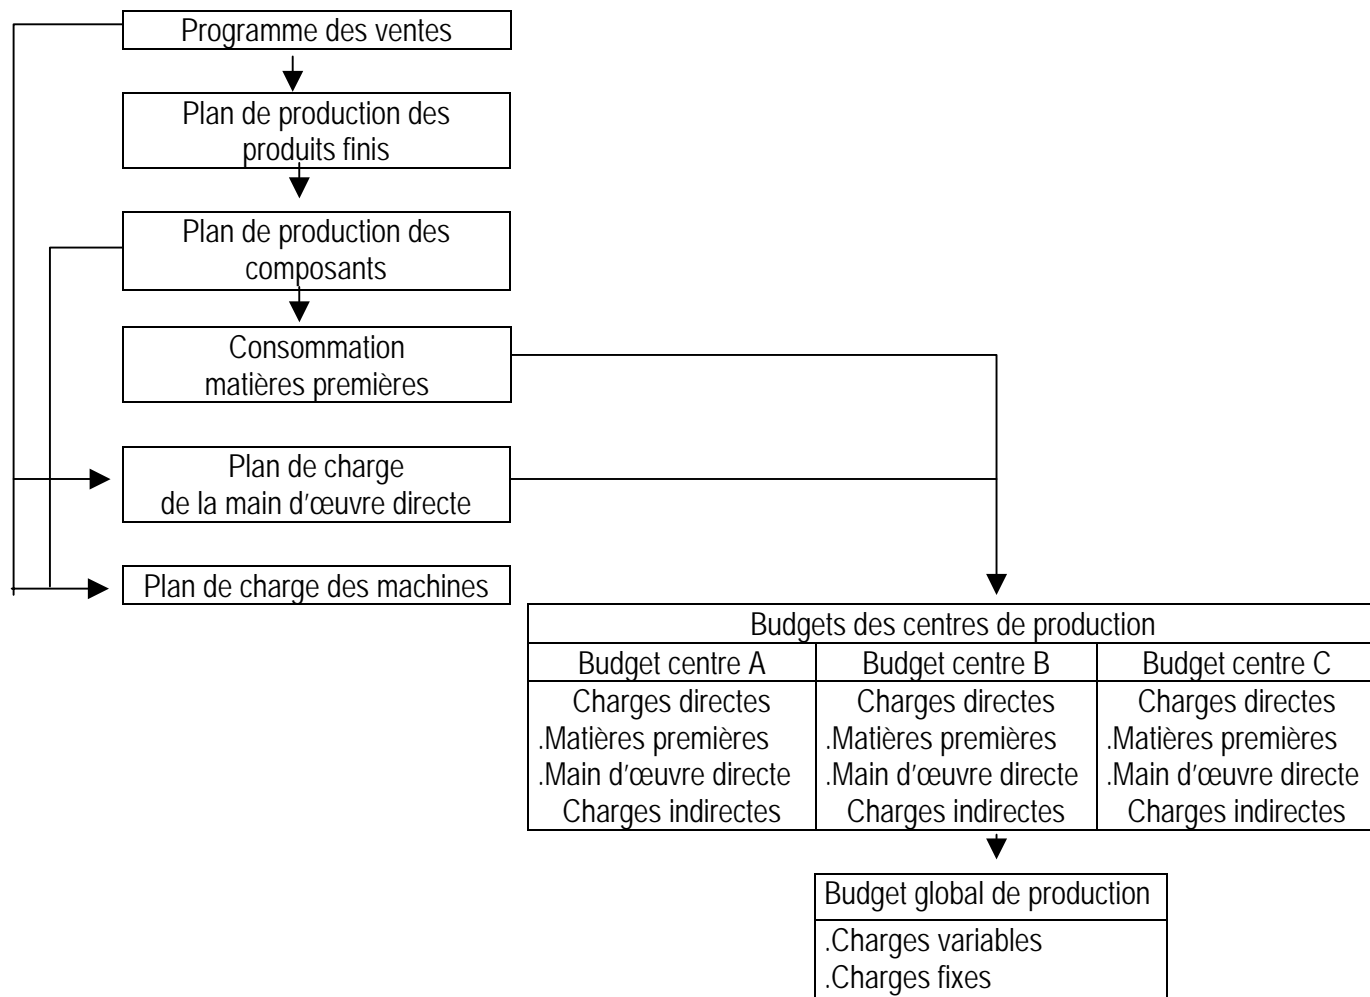 Programme des ventes
Plan de production des
produits finis
Plan de production des
composants
Consommation
matières premières
Plan de charge
de la main d'œuvre directe
Plan de charge des machines
Budgets des centres de production
Budget centre A
Budget centre B
Budget centre C
Charges directes
.Matières premières
.Main d'œuvre directe
Charges indirectes
Charges directes
.Matières premières
.Main d'œuvre directe
Charges indirectes
Charges directes
.Matières premières
.Main d'œuvre directe
Charges indirectes
Budget global de production
.Charges variables
.Charges fixes